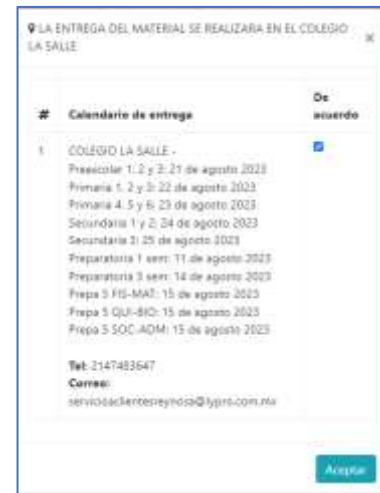 LA ENTREGA DEL MATERIAL SE REALIZARA EN EL COLEGIO
LA SALLE
×
# Calendario de entrega De acuerdo
1 COLEGIO LA SALLE -
Preescolar 1, 2 y 3: 21 de agosto 2023
Primaria 1, 2 y 3: 22 de agosto 2023
Primaria 4, 5 y 6: 23 de agosto 2023
Secundaria 1 y 2: 24 de agosto 2023
Secundaria 3: 25 de agosto 2023
Preparatoria 1 sem: 11 de agosto 2023
Preparatoria 3 sem: 14 de agosto 2023
Prepa 5 FIS-MAT: 15 de agosto 2023
Prepa 5 QUI-BIO: 15 de agosto 2023
Prepa 5 SOC-ADM: 15 de agosto 2023
Tel: 2147483647
Correo:
servicioaclientesreynosa@lypro.com.mx
Aceptar